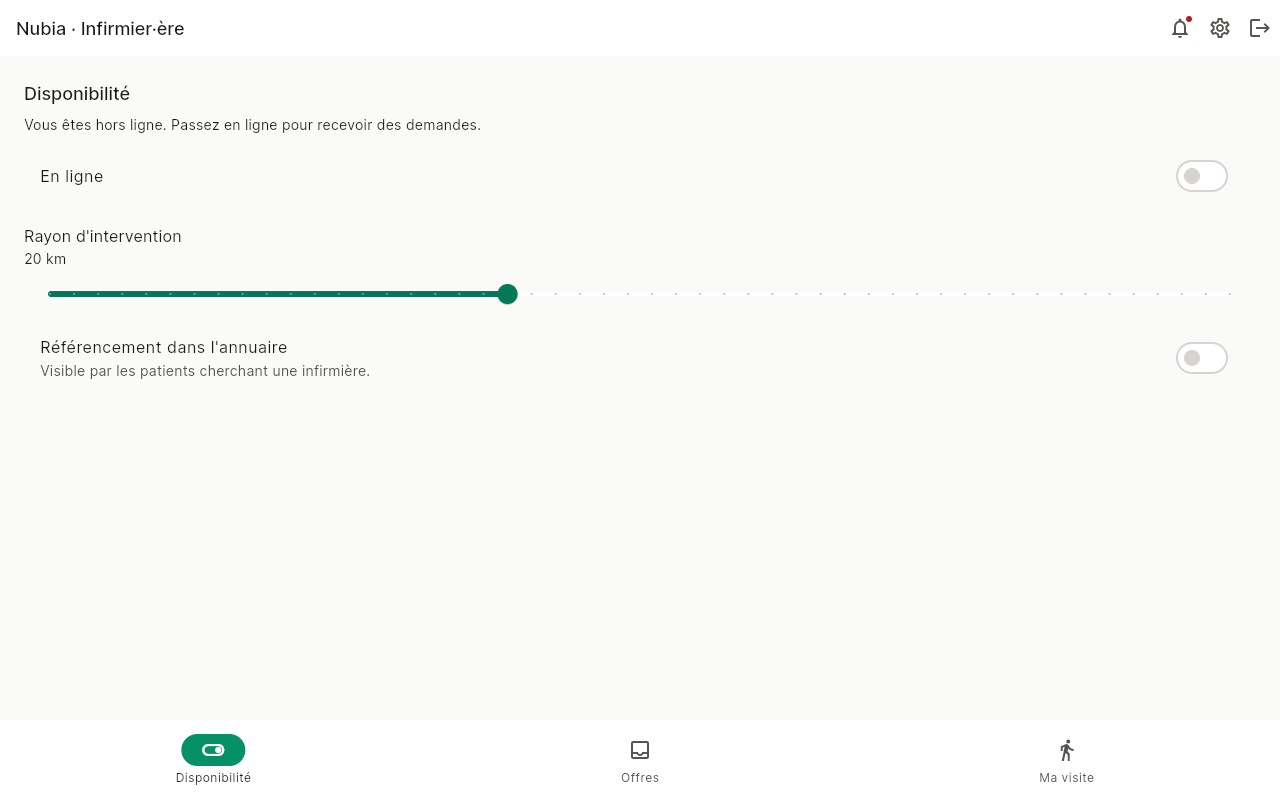 Nubia · Infirmier·ère
Disponibilité
Vous êtes hors ligne. Passez en ligne pour recevoir des demandes.
En ligne
Rayon d'intervention
20 km
Référencement dans l'annuaire
Visible par les patients cherchant une infirmière.
Disponibilité
Offres
Ma visite